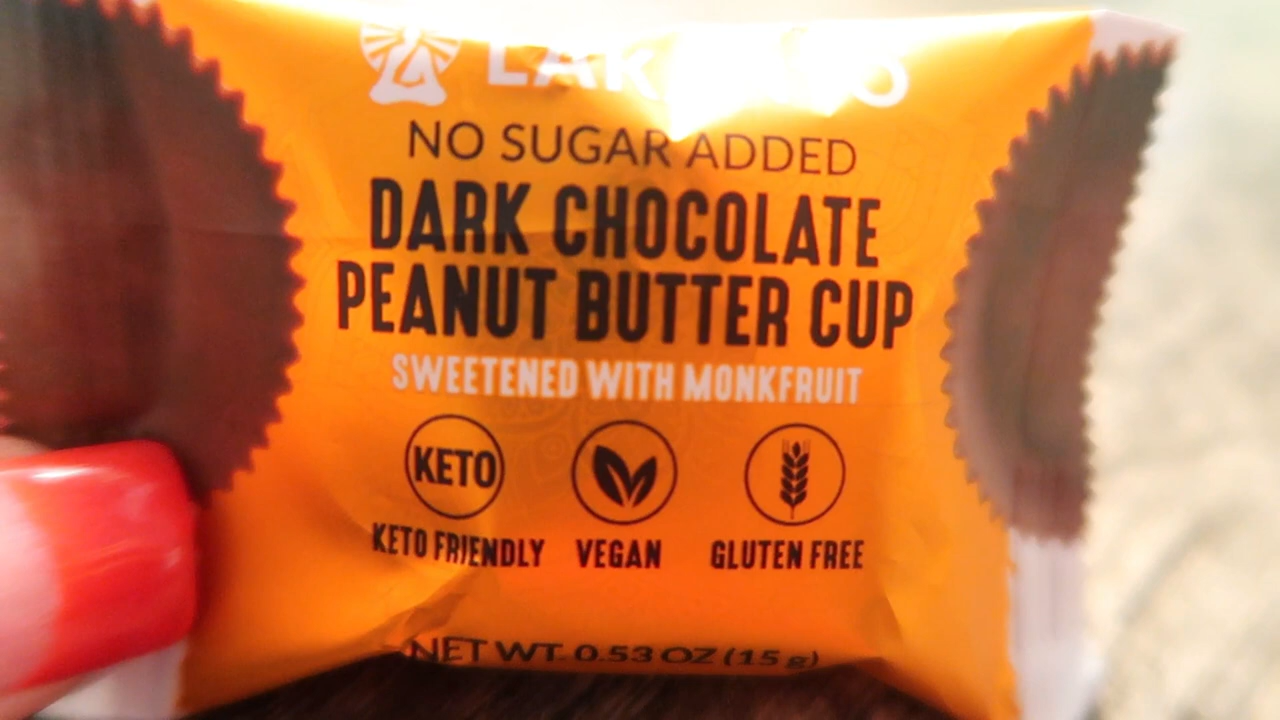 NO SUGAR ADDED
DARK CHOCOLATE
PEANUT BUTTER CUP
SWEETENED WITH MONKFRUIT
KETO
KETO FRIENDLY VEGAN GLUTEN FREE
NET WT. 0.53 OZ (15 g)